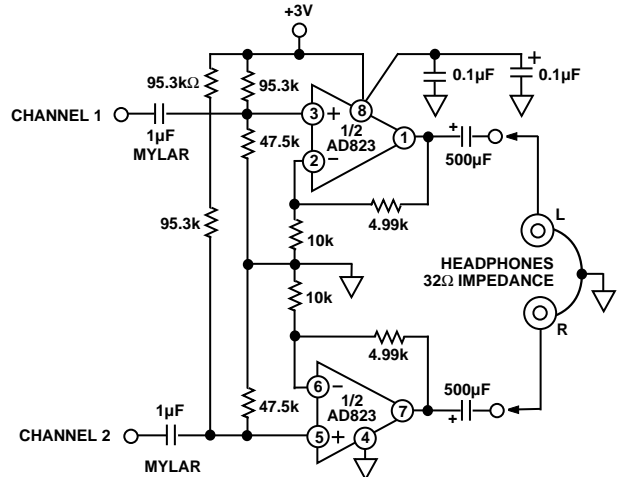 +3V
95.3kΩ
95.3k
0.1µF
+
0.1µF
CHANNEL 1
3
+
8
1/2
AD823
1
+
1µF
MYLAR
47.5k
2
–
500µF
95.3k
4.99k
L
10k
HEADPHONES
32Ω IMPEDANCE
10k
4.99k
R
6
–
1/2
AD823
7
500µF
+
1µF
47.5k
CHANNEL 2
5
+
4
MYLAR